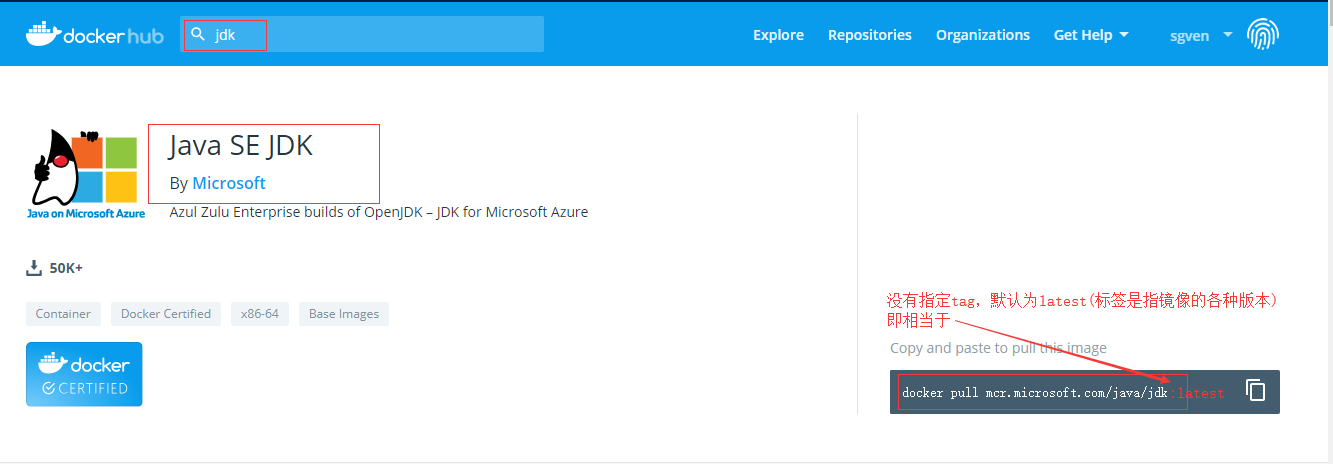 docker hub
jdk
Explore
Repositories
Organizations
Get Help
sgven
Java SE JDK
By Microsoft
Java on Microsoft Azure
Azul Zulu Enterprise builds of OpenJDK – JDK for Microsoft Azure
50K+
Container
Docker Certified
x86-64
Base Images
docker
CERTIFIED
没有指定tag，默认为latest(标签是指镜像的各种版本)
即相当于
Copy and paste to pull this image
docker pull mcr.microsoft.com/java/jdk:latest